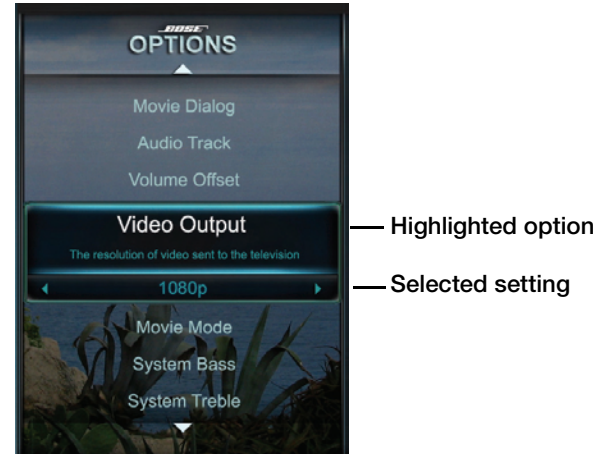 BOSE
OPTIONS
Movie Dialog
Audio Track
Volume Offset
Video Output
Highlighted option
The resolution of video sent to the television
1080p
Selected setting
Movie Mode
System Bass
System Treble